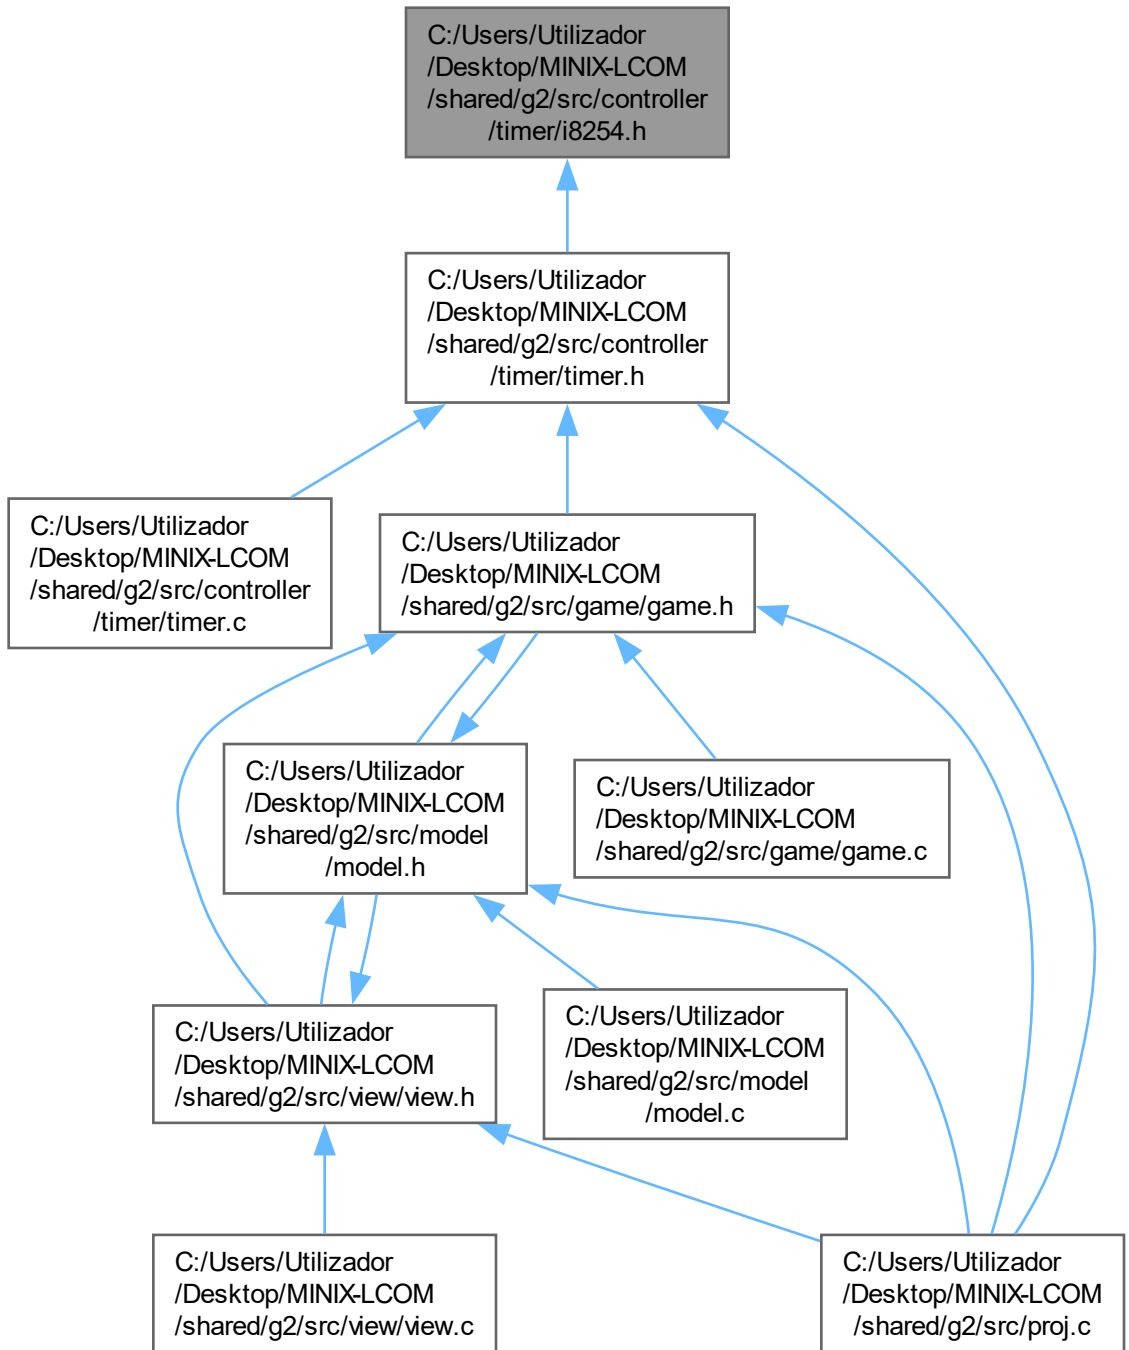 C:/Users/Utilizador
/Desktop/MINIX-LCOM
/shared/g2/src/controller
/timer/i8254.h
C:/Users/Utilizador
/Desktop/MINIX-LCOM
/shared/g2/src/controller
/timer/timer.h
C:/Users/Utilizador
/Desktop/MINIX-LCOM
/shared/g2/src/controller
/timer/timer.c
C:/Users/Utilizador
/Desktop/MINIX-LCOM
/shared/g2/src/game/game.h
C:/Users/Utilizador
/Desktop/MINIX-LCOM
/shared/g2/src/model
/model.h
C:/Users/Utilizador
/Desktop/MINIX-LCOM
/shared/g2/src/game/game.c
C:/Users/Utilizador
/Desktop/MINIX-LCOM
/shared/g2/src/view/view.h
C:/Users/Utilizador
/Desktop/MINIX-LCOM
/shared/g2/src/model
/model.c
C:/Users/Utilizador
/Desktop/MINIX-LCOM
/shared/g2/src/view/view.c
C:/Users/Utilizador
/Desktop/MINIX-LCOM
/shared/g2/src/proj.c